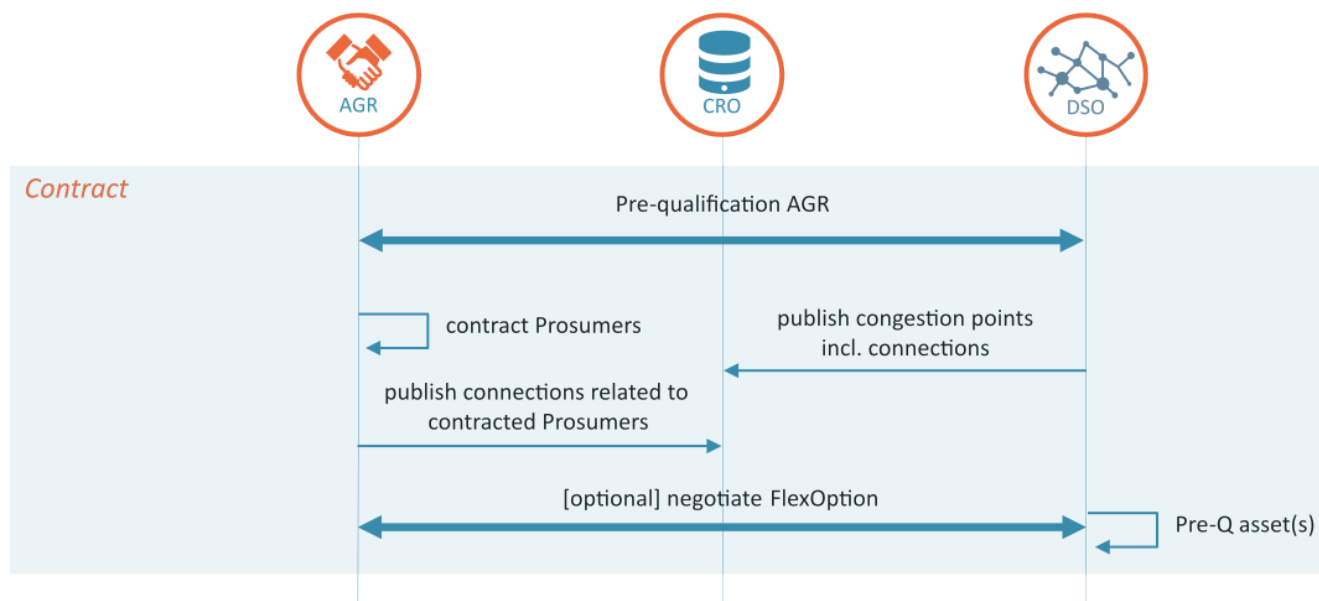 AGR
CRO
DSO
Contract
Pre-qualification AGR
contract Prosumers
publish congestion points
incl. connections
publish connections related to
contracted Prosumers
[optional] negotiate FlexOption
Pre-Q asset(s)